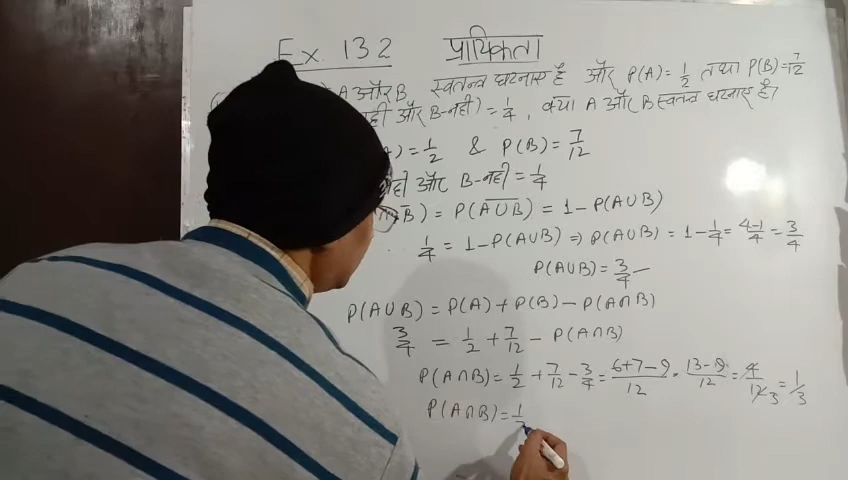 Ex. 13.2 प्रायिकता
A और B स्वतन्त्र घटनाएं हैं और P(A)=1/2 तथा P(B)=7/12
और B-नहीं) = 1/4, क्या A और B स्वतन्त्र घटनाएं हैं?
) = 1/2 & P(B) = 7/12
और B-नहीं = 1/4
B̅) = P(A̅∪̅B̅) = 1-P(A∪B)
1/4 = 1-P(A∪B) ⇒ P(A∪B) = 1-1/4 = 4-1/4 = 3/4
P(A∪B) = 3/4
P(A∪B) = P(A)+P(B)-P(A∩B)
3/4 = 1/2 + 7/12 - P(A∩B)
P(A∩B) = 1/2 + 7/12 - 3/4 = 6+7-9/12 = 13-9/12 = 4/12 3 = 1/3
P(A∩B) = 1